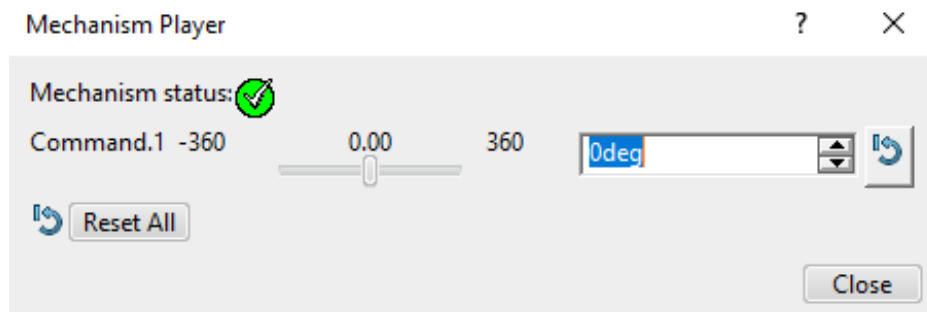 Mechanism Player ? ×
Mechanism status:
Command.1 -360 0.00 360 0deg
Reset All
Close